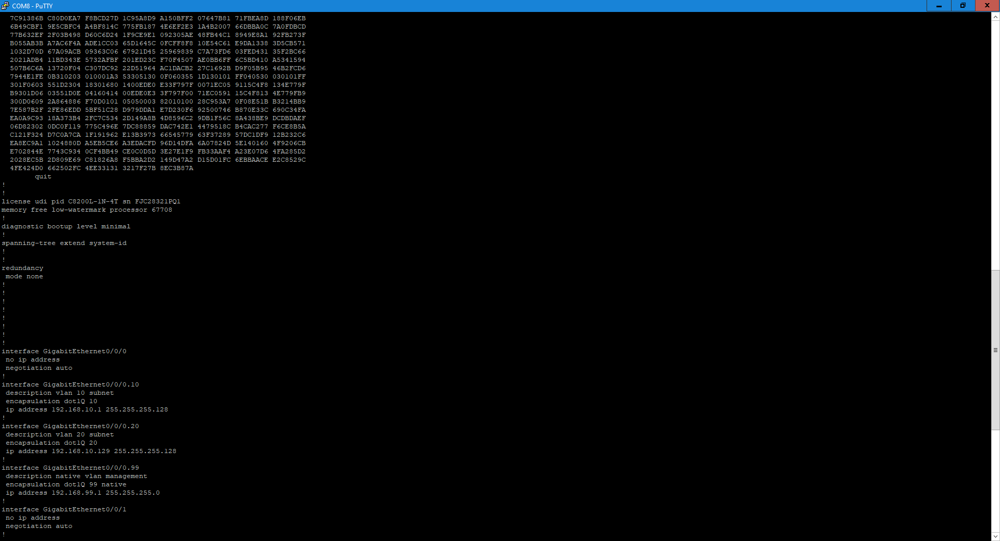 COM8 - PuTTY
7C91386B C80D0EA7 F8BCD27D 1C95A8D9 A150BFF2 07647B81 71FBEA8D 188F06EB
6B49CBF1 9E5CBFC4 A4BF814C 775FB187 4E6EF2E3 1A4B2007 66DBBA0C 7A0FDBCD
77B632EF 2F03B498 D60C6D24 1F9CE9E1 092305AE 48FB44C1 8949E8A1 92FB273F
B055AB3B A7AC6F4A ADE1CC03 65D1645C 0FCFF8F8 10E54C61 E9DA1338 3D5CB571
1032D70D 67A09ACB 09363C06 67921D45 25969839 C7A73FD6 03FED431 35F2BC66
2021ADB4 11BD343E 5732AFBF 201ED23C F70F4507 AE0BB6FF 6C5BD410 A5341594
507B6C6A 13720F04 C307DC92 22D51964 AC1DACB2 27C1692B D9F05B95 46B2FCD6
7944E1FE 0B310203 010001A3 53305130 0F060355 1D130101 FF040530 030101FF
301F0603 551D2304 18301680 1400EDE0 E33F797F 0071EC05 9115C4F8 134E779F
B9301D06 03551D0E 04160414 00EDE0E3 3F797F00 71EC0591 15C4F813 4E779FB9
300D0609 2A864886 F70D0101 05050003 82010100 28C953A7 0F08E51B B3214BB9
7E587B2F 2FE86EDD 5BF51C28 D979DDA1 E7D230F6 92500746 B870E33C 690C34FA
EA0A9C93 18A373B4 2FC7C534 2D149A8B 4D8596C2 9DB1F56C 8A438BE9 DCDBDAEF
06D82302 0DC0F119 775C496E 7DC88859 DAC742E1 4479518C B4CAC277 F6CE8B5A
C121F324 D7C0A7CA 1F191962 E13B3973 66545779 63F37289 57DC1DF9 12B232C6
EA8EC9A1 1024880D A5EB5CE6 A3EDACFD 96D14DFA 6A07824D 5E140160 4F9206CB
E702844E 7743C934 0CF4BB49 CE0C0D5D 3E27E1F9 FB33AAF4 A23E07D6 4FA285D2
2028EC5B 2D809E69 C81826A8 F5BBA2D2 149D47A2 D15D01FC 6EBBAACE E2C8529C
4FE424D0 662502FC 4EE33131 3217F27B 8EC3B87A
quit
!
!
license udi pid C8200L-1N-4T sn FJC28321PQ1
memory free low-watermark processor 67708
!
diagnostic bootup level minimal
!
spanning-tree extend system-id
!
!
redundancy
mode none
!
!
!
!
!
!
!
!
interface GigabitEthernet0/0/0
no ip address
negotiation auto
!
interface GigabitEthernet0/0/0.10
description vlan 10 subnet
encapsulation dot1Q 10
ip address 192.168.10.1 255.255.255.128
!
interface GigabitEthernet0/0/0.20
description vlan 20 subnet
encapsulation dot1Q 20
ip address 192.168.10.129 255.255.255.128
!
interface GigabitEthernet0/0/0.99
description native vlan management
encapsulation dot1Q 99 native
ip address 192.168.99.1 255.255.255.0
!
interface GigabitEthernet0/0/1
no ip address
negotiation auto
!